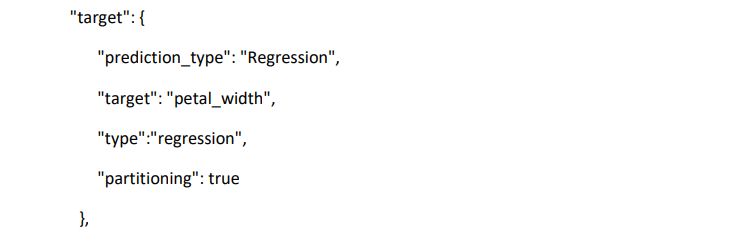 "target": {
"prediction_type": "Regression",
"target": "petal_width",
"type":"regression",
"partitioning": true
},